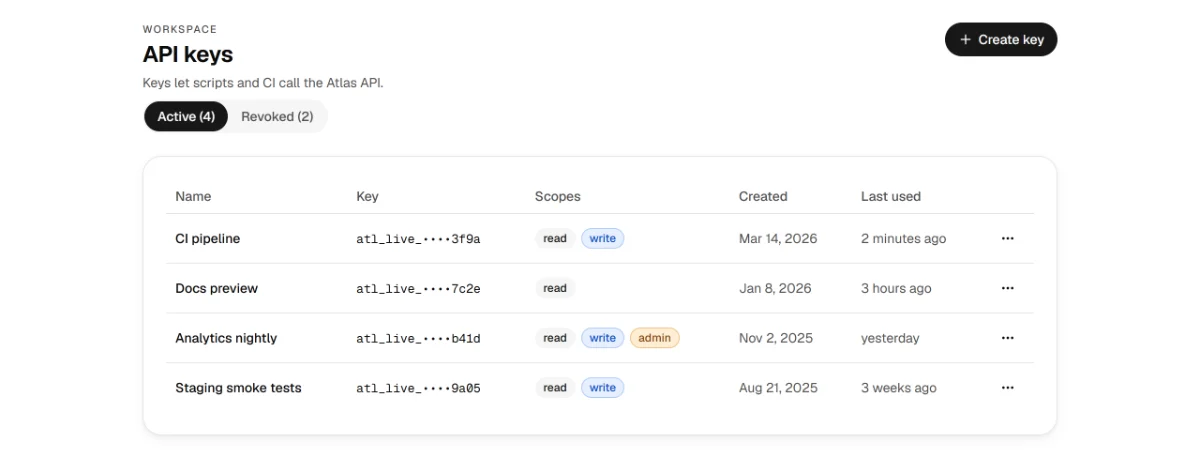 WORKSPACE
API keys
+ Create key
Keys let scripts and CI call the Atlas API.
Active (4) Revoked (2)
Name Key Scopes Created Last used
CI pipeline atl_live_····3f9a read write Mar 14, 2026 2 minutes ago ···
Docs preview atl_live_····7c2e read Jan 8, 2026 3 hours ago ···
Analytics nightly atl_live_····b41d read write admin Nov 2, 2025 yesterday ···
Staging smoke tests atl_live_····9a05 read write Aug 21, 2025 3 weeks ago ···